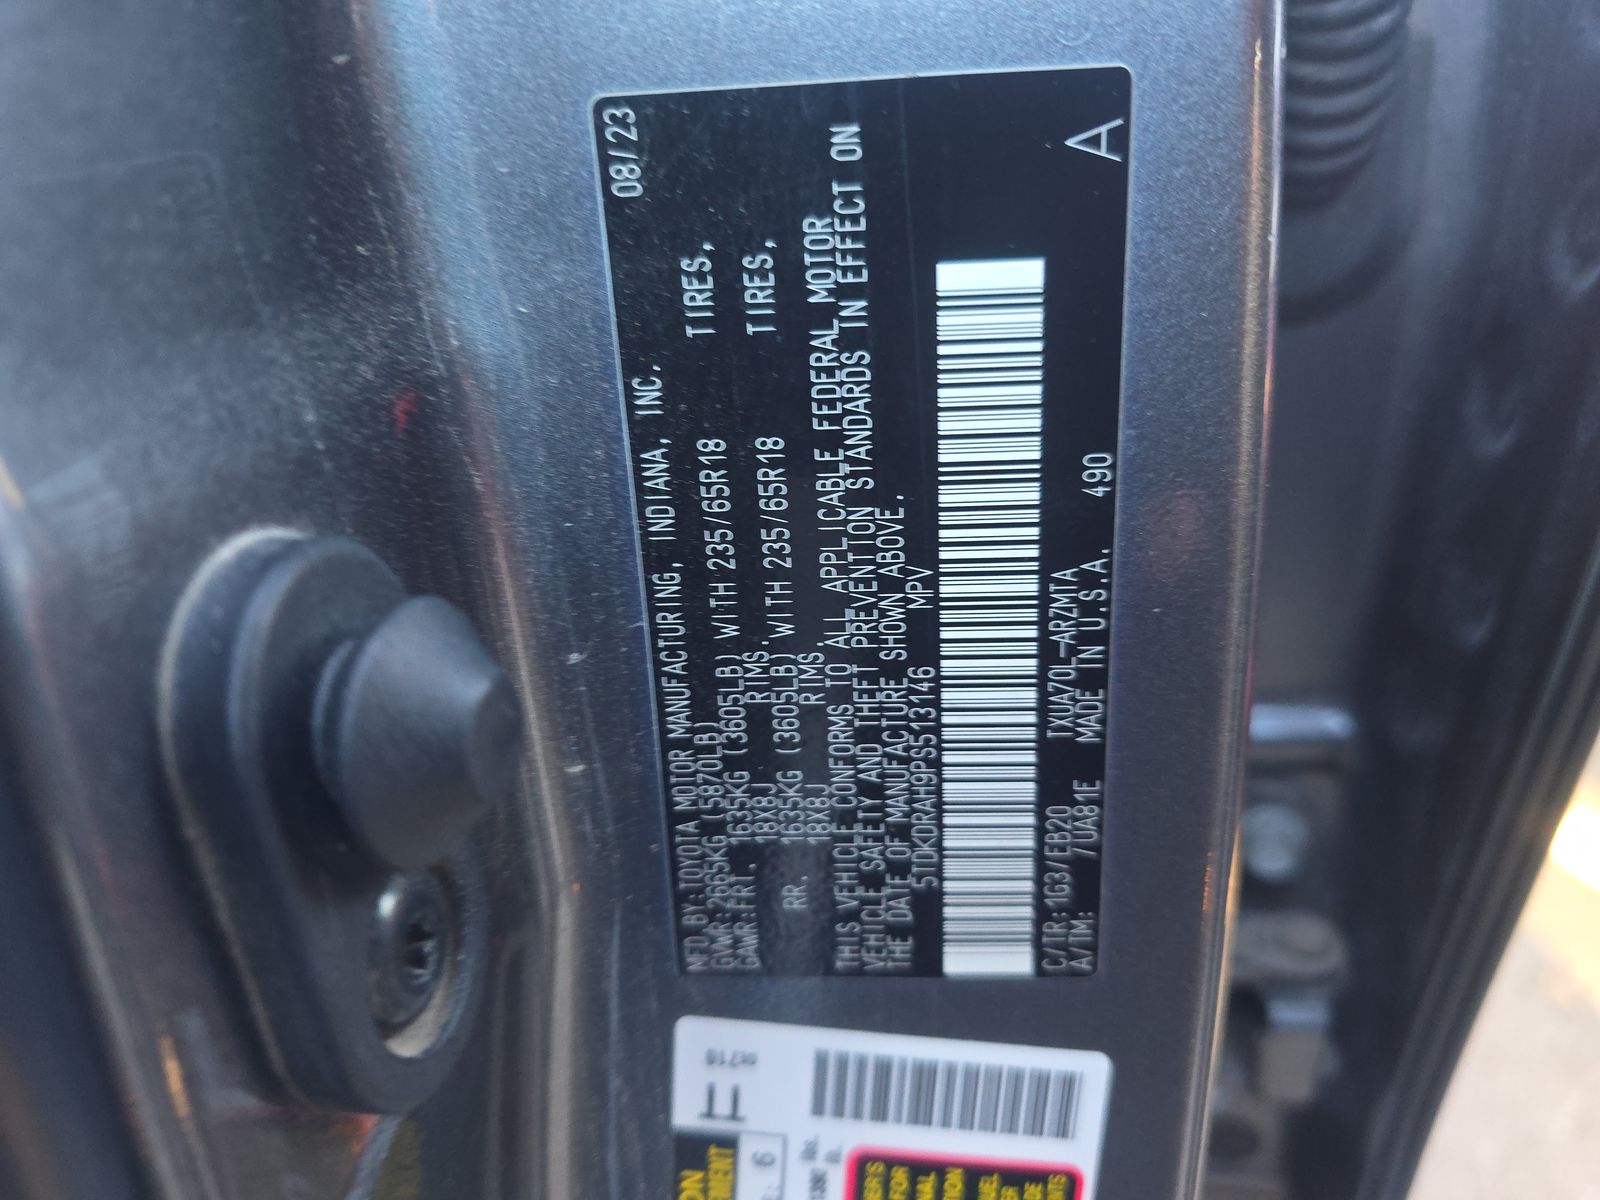 08/23
MFD.BY:TOYOTA MOTOR MANUFACTURING, INDIANA, INC.
GVWR:2665KG (5870LB)
GAWR:FRT. 1635KG (3605LB) WITH 235/65R18 TIRES,
18X8J RIMS.
RR. 1635KG (3605LB) WITH 235/65R18 TIRES,
18X8J RIMS.
THIS VEHICLE CONFORMS TO ALL APPLICABLE FEDERAL MOTOR
VEHICLE SAFETY AND THEFT PREVENTION STANDARDS IN EFFECT ON
THE DATE OF MANUFACTURE SHOWN ABOVE.
5TDKDRAH9PS513146 MPV
C/TR:1G3/EB20 TXUA70L-ARZMTA
A/TM: /UA81E MADE IN U.S.A. 490
A
6